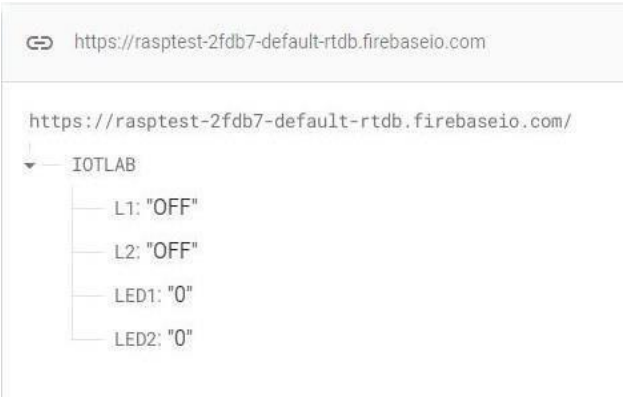 https://rasptest-2fdb7-default-rtdb.firebaseio.com
https://rasptest-2fdb7-default-rtdb.firebaseio.com/
IOTLAB
L1: "OFF"
L2: "OFF"
LED1: "0"
LED2: "0"